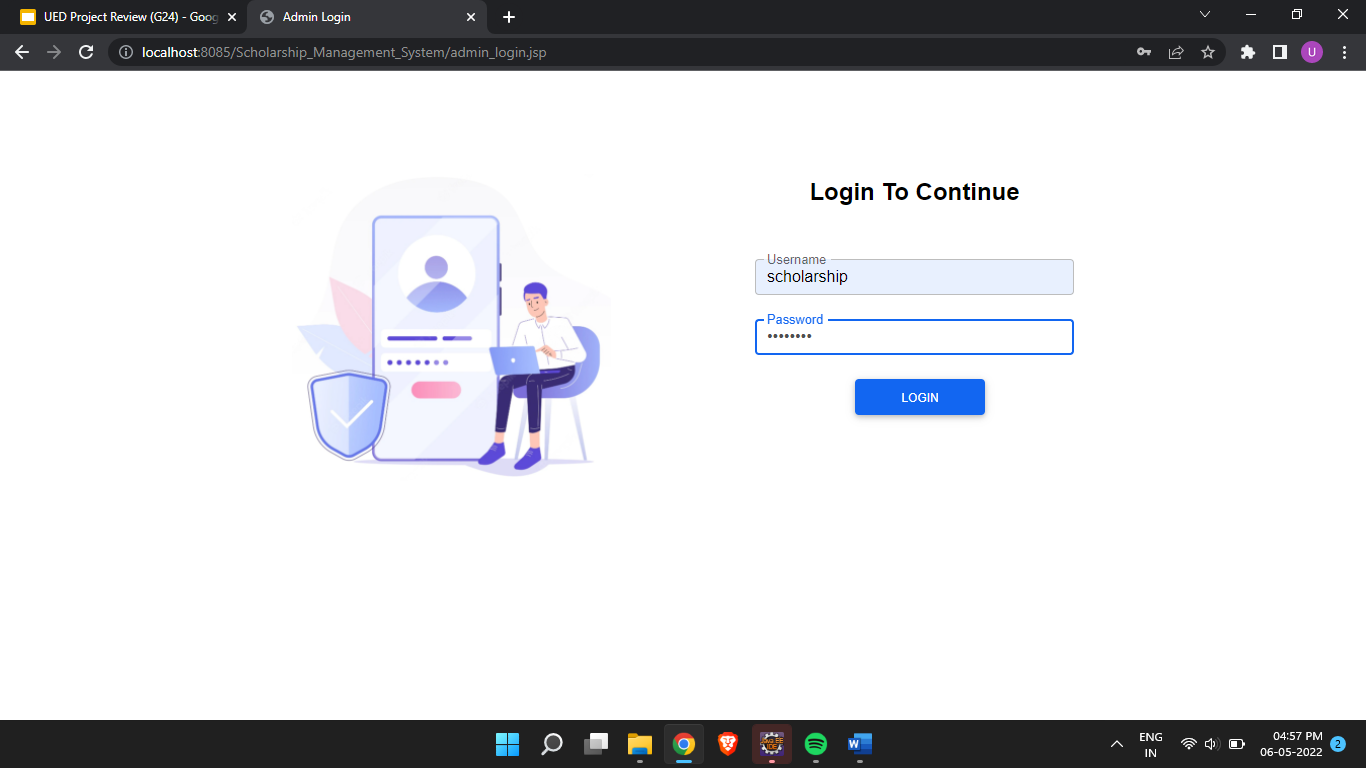 UED Project Review (G24) - Goog
Admin Login
localhost:8085/Scholarship_Management_System/admin_login.jsp
U
Login To Continue
Username
scholarship
Password
••••••••
LOGIN
ENG
IN
04:57 PM
06-05-2022
2